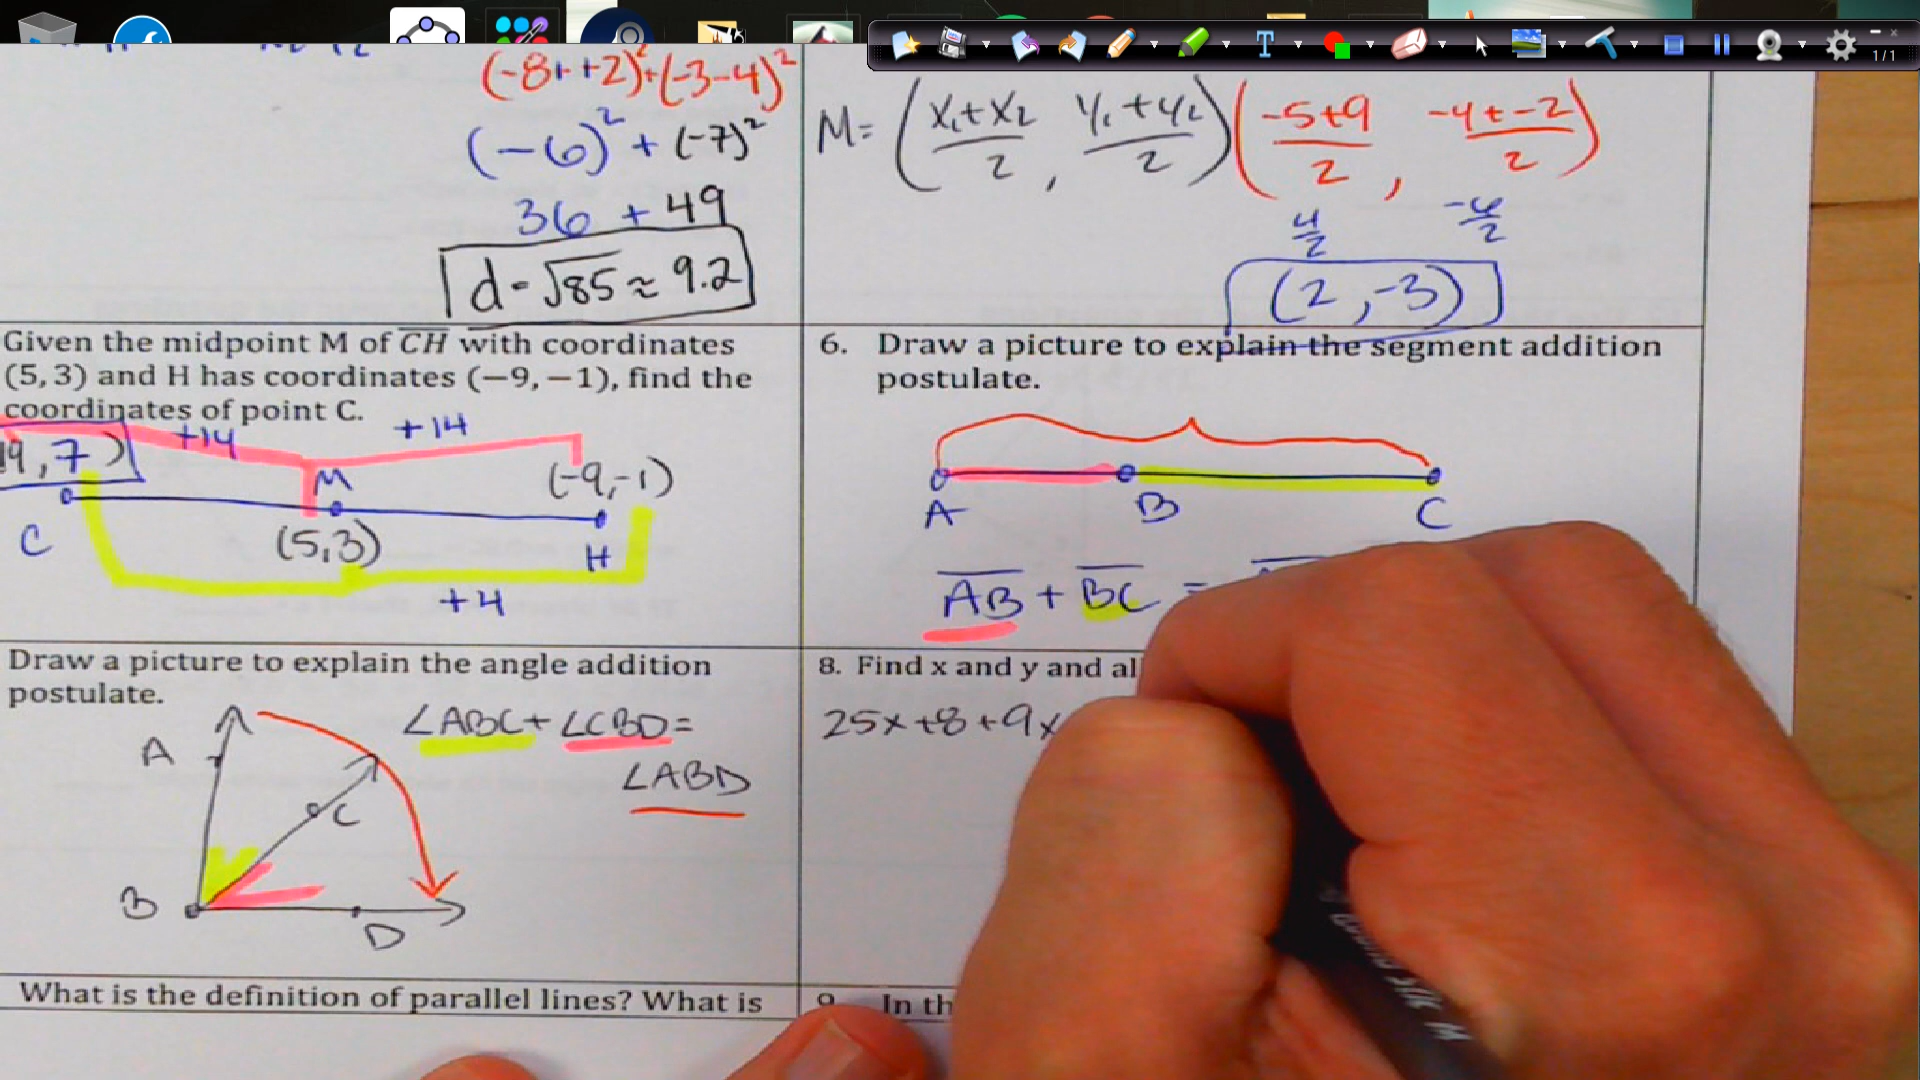 (-8++2)²+(-3-4)²
(-6)²+(-7)²
36 + 49
d-√85≈9.2
M= (x₁+x₂/2, y₁+y₂/2) (-5+9/2, -4+-2/2)
4/2 -6/2
(2,-3)
Given the midpoint M of CH with coordinates
(5,3) and H has coordinates (−9,−1), find the
coordinates of point C.
+14 +14
19,7)
M
(-9,-1)
C
(5,3)
H
+4
6. Draw a picture to explain the segment addition
postulate.
A B C
AB + BC =
Draw a picture to explain the angle addition
postulate.
∠ABC+∠CBD=
∠ABD
A
C
B
D
8. Find x and y and al
25x+8+9x
What is the definition of parallel lines? What is
9. In th
T
1/1